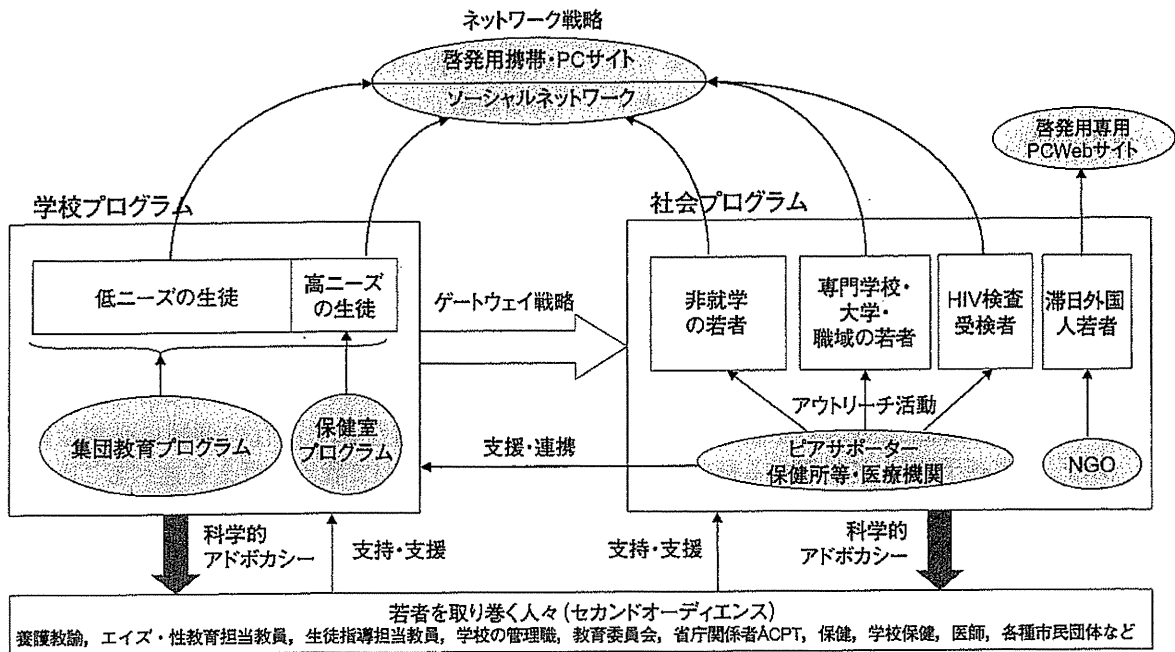 ネットワーク戦略
啓発用携帯・PCサイト
ソーシャルネットワーク
啓発用専用
PCWebサイト
学校プログラム
低ニーズの生徒
高ニーズ
の生徒
集団教育プログラム
保健室
プログラム
ゲートウェイ戦略
支援・連携
社会プログラム
非就学
の若者
専門学校・
大学・
職域の若者
HIV検査
受検者
滞日外国
人若者
アウトリーチ活動
ピアサポーター
保健所等・医療機関
NGO
科学的
アドボカシー
支持・支援
支持・支援
科学的
アドボカシー
若者を取り巻く人々(セカンドオーディエンス)
養護教諭, エイズ・性教育担当教員, 生徒指導担当教員, 学校の管理職, 教育委員会, 省庁関係者ACPT, 保健, 学校保健, 医師, 各種市民団体など